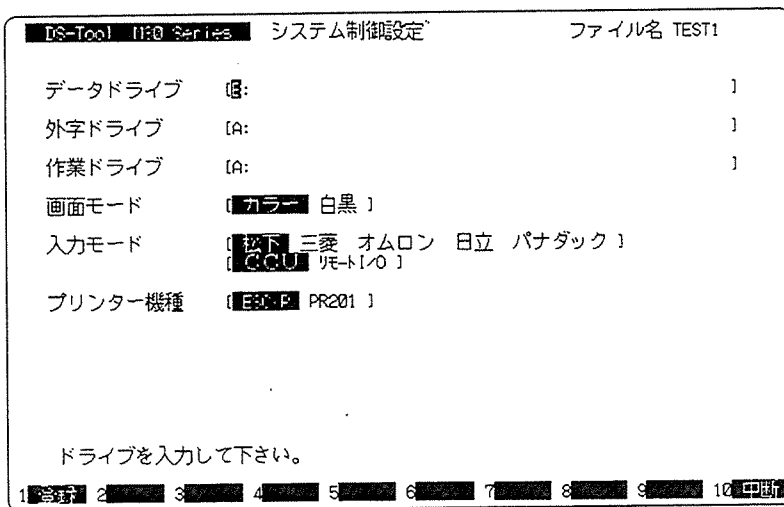 DS-Tool Series システム制御設定 ファイル名 TEST1
データドライブ [B: ]
外字ドライブ [A: ]
作業ドライブ [A: ]
画面モード [ カラー 白黒 ]
入力モード [ 松下 三菱 オムロン 日立 パナダック ]
[ CCU リモートI/O ]
プリンター機種 [ PR201 ]
ドライブを入力して下さい。
1 登録 2 3 4 5 6 7 8 9 10 中断